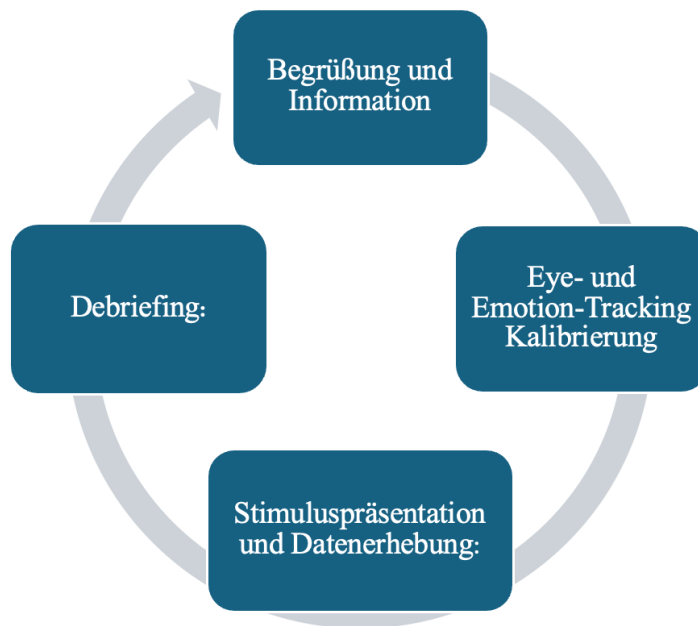 Begrüßung und
Information
Eye- und
Emotion-Tracking
Kalibrierung
Stimuluspräsentation
und Datenerhebung:
Debriefing: